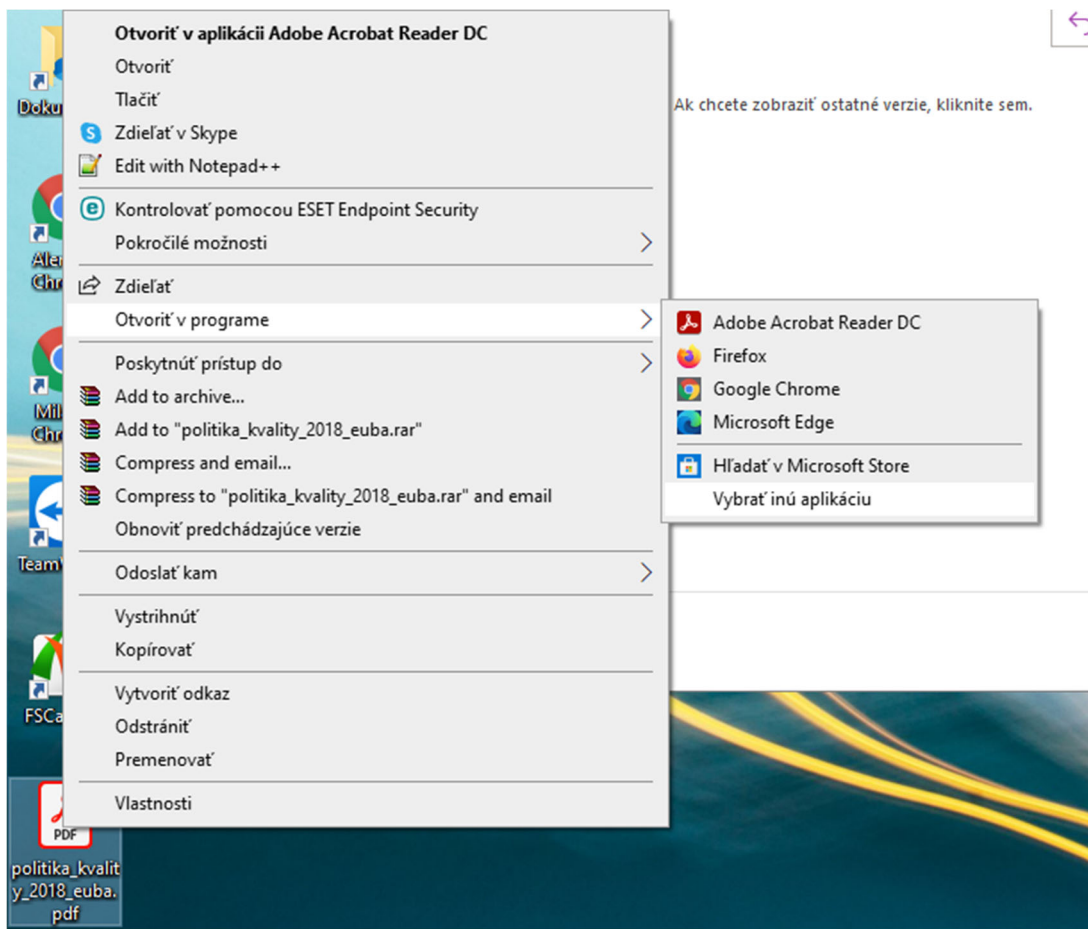 Otvoriť v aplikácii Adobe Acrobat Reader DC
Otvoriť
Tlačiť
Zdieľať v Skype
Edit with Notepad++
Kontrolovať pomocou ESET Endpoint Security
Pokročilé možnosti
Zdieľať
Otvoriť v programe
Poskytnúť prístup do
Add to archive...
Add to "politika_kvality_2018_euba.rar"
Compress and email...
Compress to "politika_kvality_2018_euba.rar" and email
Obnoviť predchádzajúce verzie
Odoslať kam
Vystrihnúť
Kopírovať
Vytvoriť odkaz
Odstrániť
Premenovať
Vlastnosti
Adobe Acrobat Reader DC
Firefox
Google Chrome
Microsoft Edge
Hľadať v Microsoft Store
Vybrať inú aplikáciu
Ak chcete zobraziť ostatné verzie, kliknite sem.
PDF
politika_kvalit
y_2018_euba.
pdf